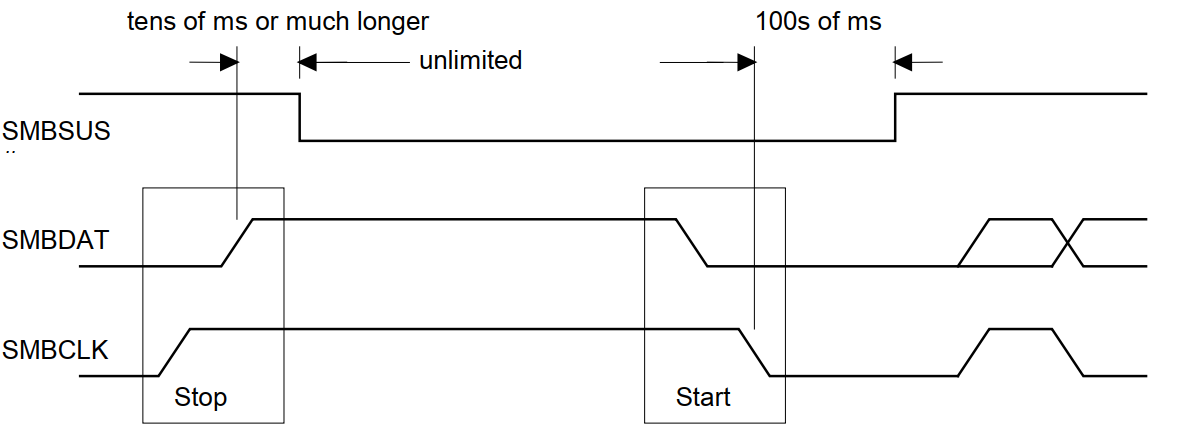 tens of ms or much longer
100s of ms
unlimited
SMBSUS
SMBDAT
SMBCLK
Stop
Start